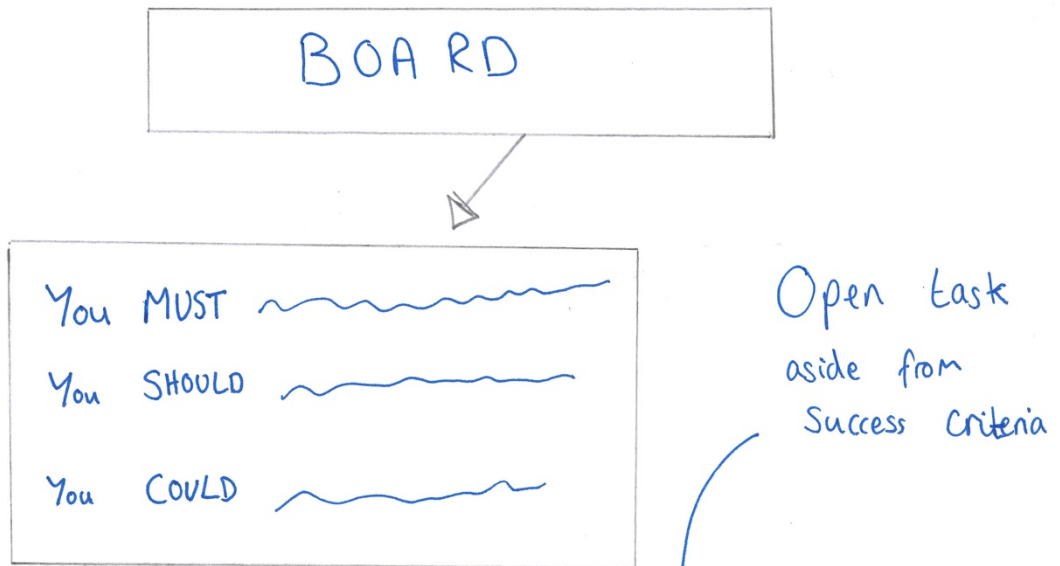 BOARD
You MUST
You SHOULD
You COULD
Open task
aside from
Success Criteria